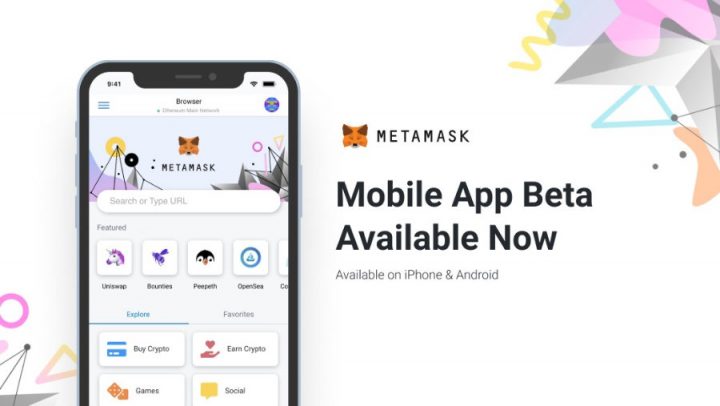 9:41
Browser
Ethereum Main Network
METAMASK
Search or Type URL
Featured
Uniswap
Bounties
Peepeth
OpenSea
Co
Explore
Favorites
Buy Crypto
Earn Crypto
Games
Social
METAMASK
Mobile App Beta
Available Now
Available on iPhone & Android